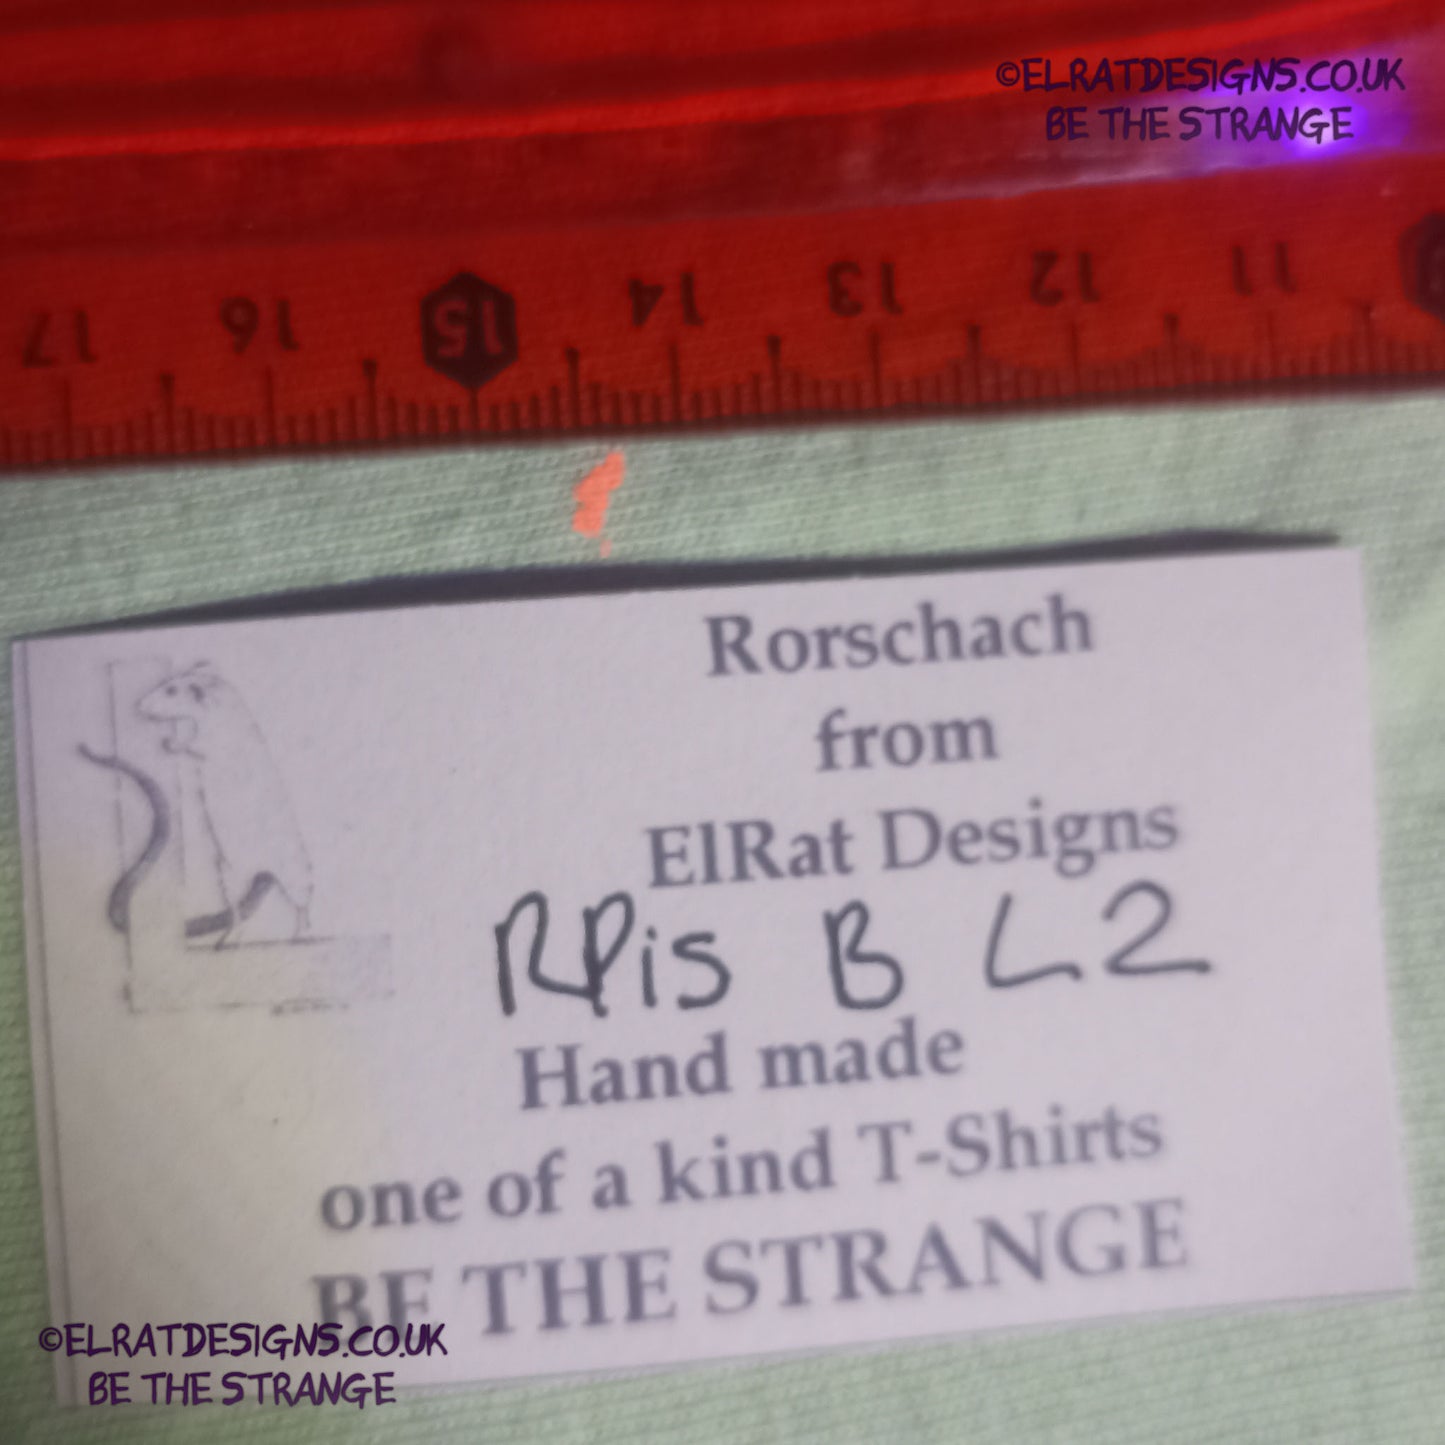 ©ELRATDESIGNS.CO.UK
BE THE STRANGE
17 16 15 14 13 12 11
Rorschach
from
ElRat Designs
RPis B L2
Hand made
one of a kind T-Shirts
BE THE STRANGE
©ELRATDESIGNS.CO.UK
BE THE STRANGE